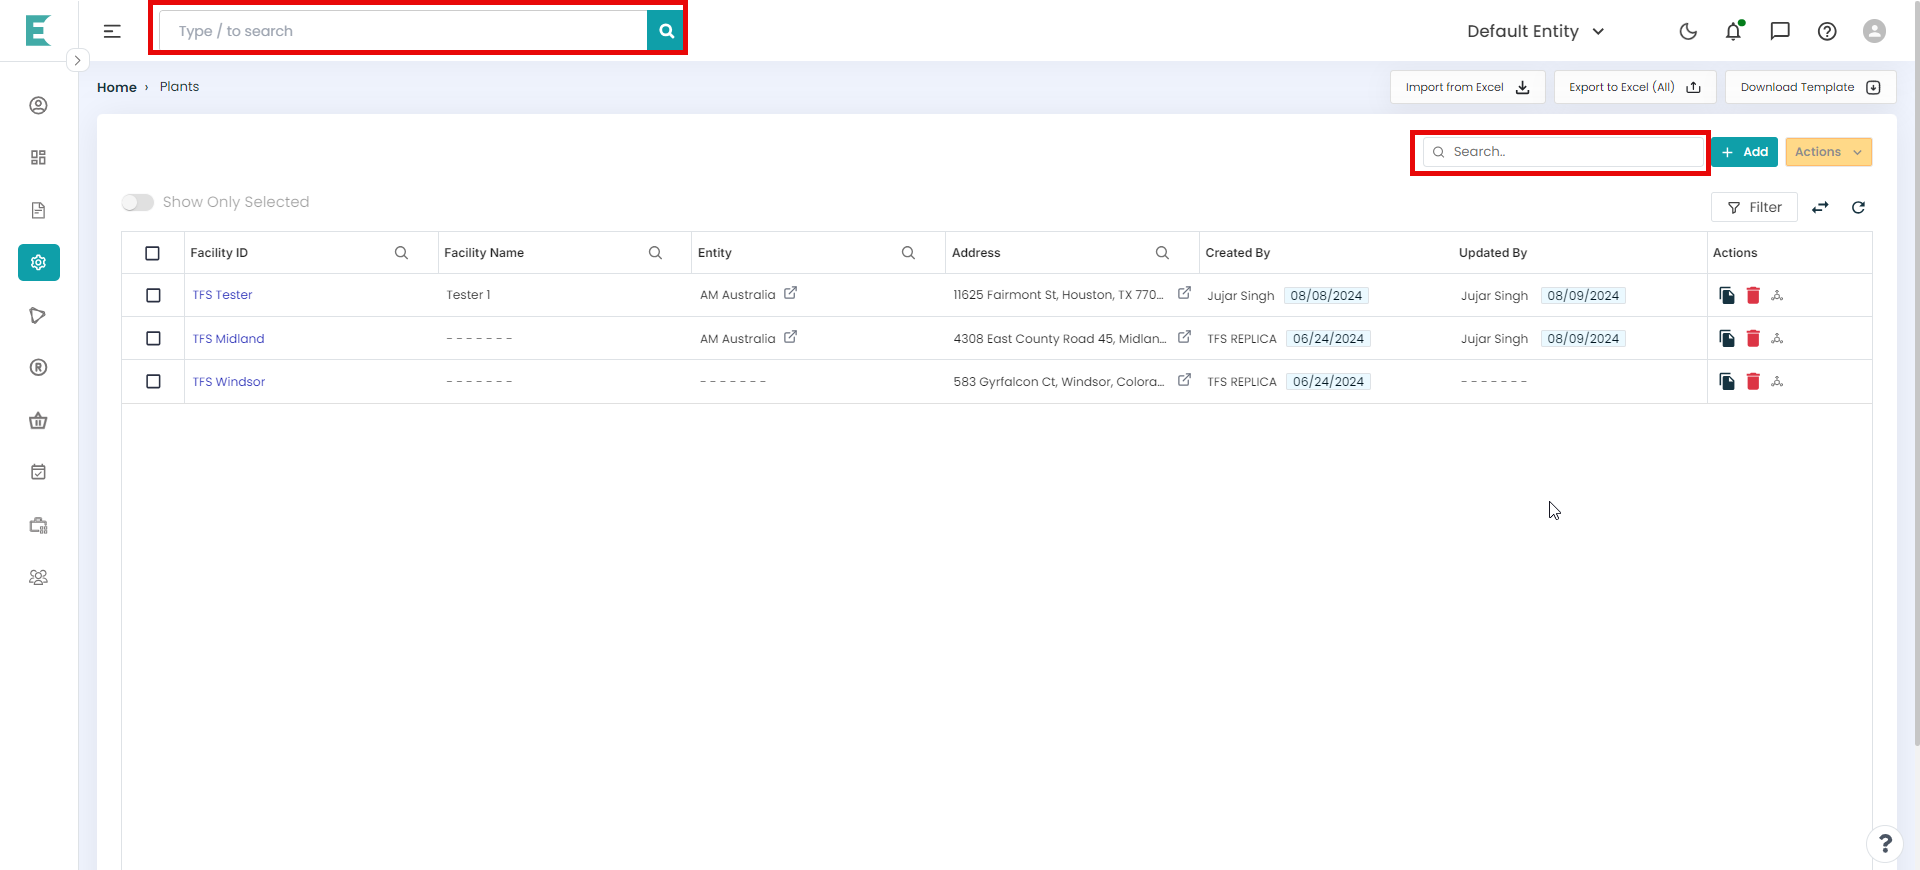 Type / to search
Default Entity
Home › Plants
Import from Excel
Export to Excel (All)
Download Template
Search..
+ Add
Actions
Show Only Selected
Filter
Facility ID Facility Name Entity Address Created By Updated By Actions
TFS Tester Tester 1 AM Australia 11625 Fairmont St, Houston, TX 770... Jujar Singh 08/08/2024 Jujar Singh 08/09/2024
TFS Midland - - - - - - - AM Australia 4308 East County Road 45, Midlan... TFS REPLICA 06/24/2024 Jujar Singh 08/09/2024
TFS Windsor - - - - - - - - - - - - - - 583 Gyrfalcon Ct, Windsor, Colora... TFS REPLICA 06/24/2024 - - - - - - -
?